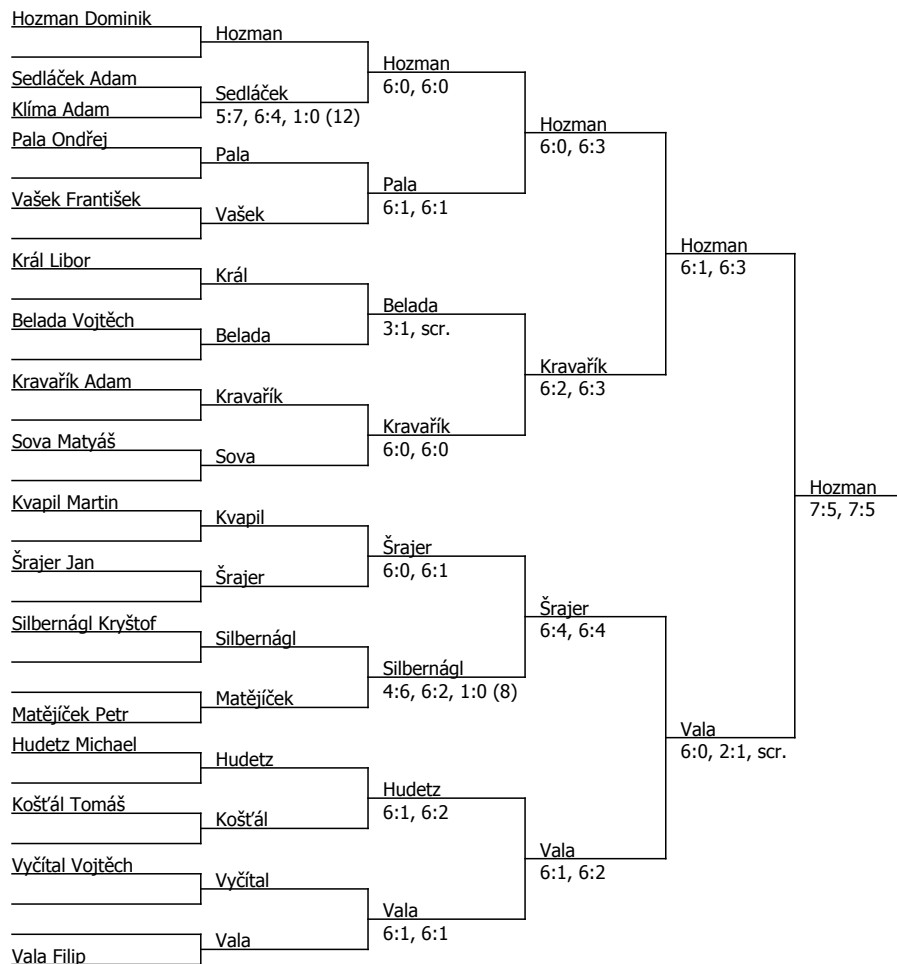 Hozman Dominik
Hozman
Hozman
6:0, 6:0
Sedláček Adam
Sedláček
5:7, 6:4, 1:0 (12)
Klíma Adam
Hozman
6:0, 6:3
Pala Ondřej
Pala
Pala
6:1, 6:1
Vašek František
Vašek
Hozman
6:1, 6:3
Král Libor
Král
Belada
3:1, scr.
Belada Vojtěch
Belada
Kravařík
6:2, 6:3
Kravařík Adam
Kravařík
Kravařík
6:0, 6:0
Sova Matyáš
Sova
Hozman
7:5, 7:5
Kvapil Martin
Kvapil
Šrajer
6:0, 6:1
Šrajer Jan
Šrajer
Šrajer
6:4, 6:4
Silbernágl Kryštof
Silbernágl
Silbernágl
4:6, 6:2, 1:0 (8)
Matějíček
Matějíček Petr
Vala
6:0, 2:1, scr.
Hudetz Michael
Hudetz
Hudetz
6:1, 6:2
Košťál Tomáš
Košťál
Vala
6:1, 6:2
Vyčítal Vojtěch
Vyčítal
Vala
6:1, 6:1
Vala
Vala Filip